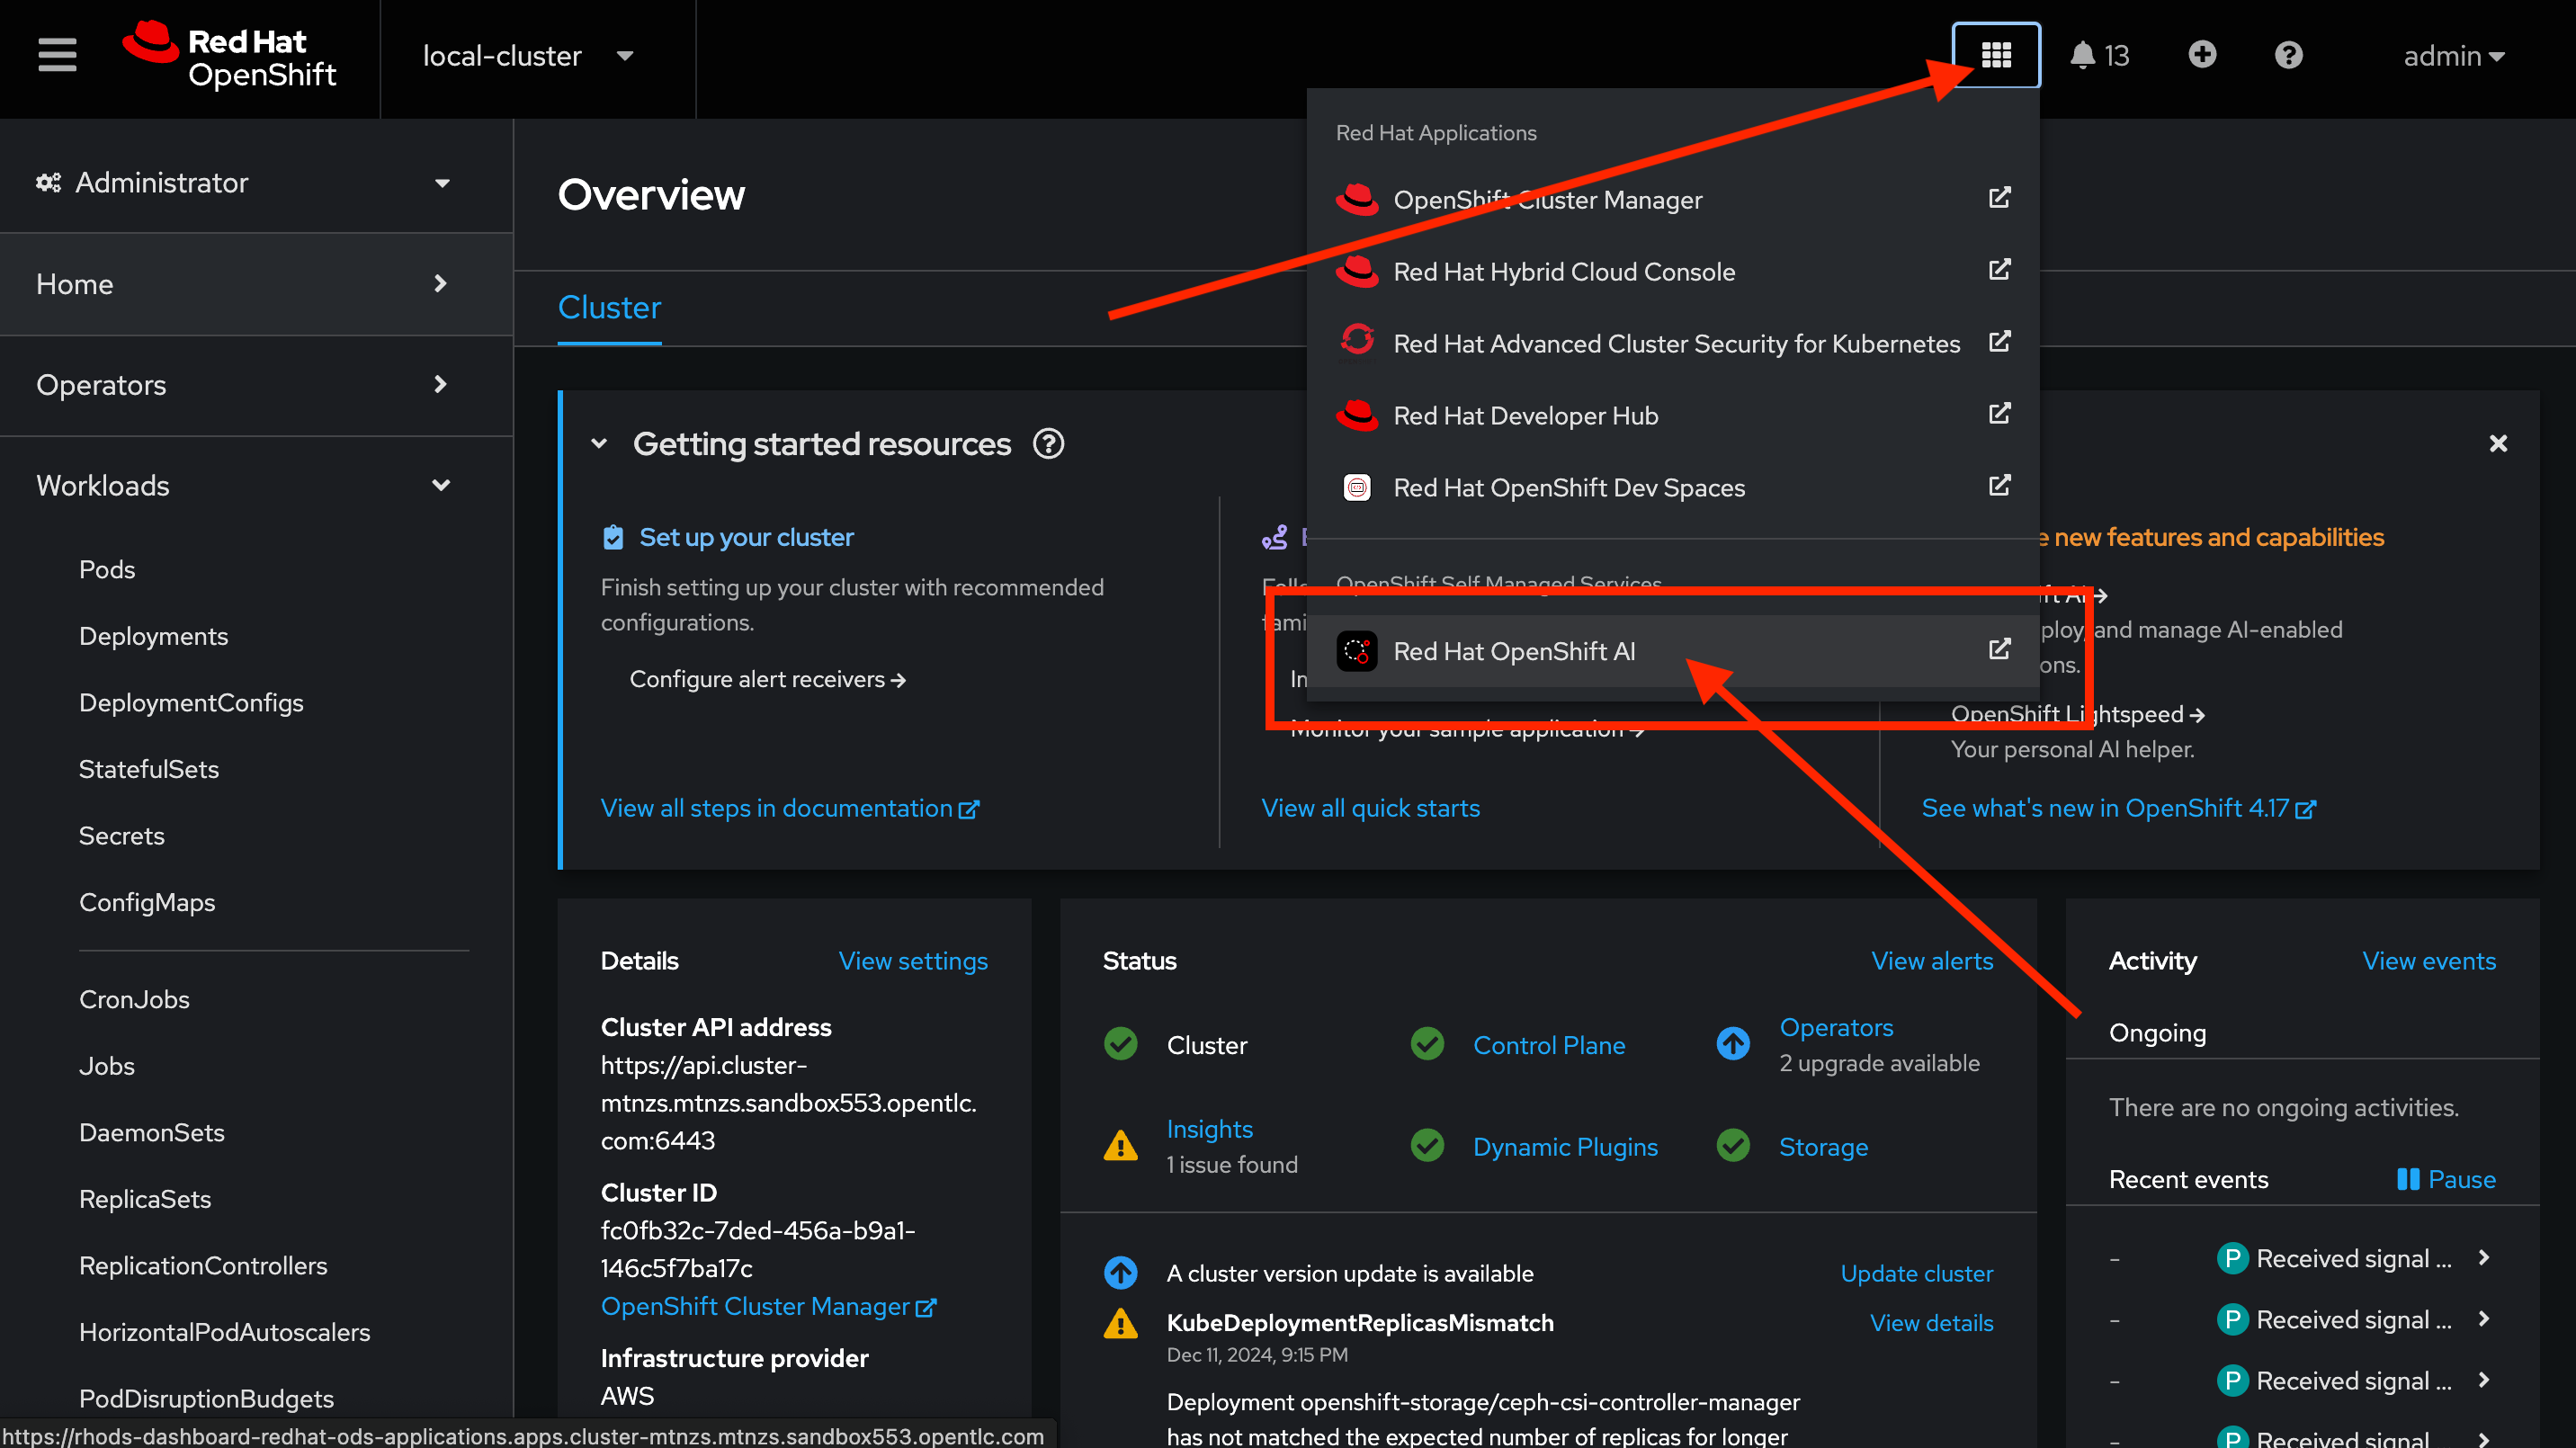 Red Hat
OpenShift
local-cluster
13
admin
Administrator
Home
Operators
Workloads
Pods
Deployments
DeploymentConfigs
StatefulSets
Secrets
ConfigMaps
CronJobs
Jobs
DaemonSets
ReplicaSets
ReplicationControllers
HorizontalPodAutoscalers
PodDisruptionBudgets
Overview
Cluster
Red Hat Applications
OpenShift Cluster Manager
Red Hat Hybrid Cloud Console
Red Hat Advanced Cluster Security for Kubernetes
Red Hat Developer Hub
Red Hat OpenShift Dev Spaces
OpenShift Self Managed Services
Red Hat OpenShift AI
Getting started resources
Set up your cluster
Finish setting up your cluster with recommended
configurations.
Configure alert receivers
View all steps in documentation
Monitor your sample application
View all quick starts
new features and capabilities
AI
and manage AI-enabled
OpenShift Lightspeed
Your personal AI helper.
See what's new in OpenShift 4.17
Details
View settings
Cluster API address
https://api.cluster-
mtnzs.mtnzs.sandbox553.opentlc.
com:6443
Cluster ID
fc0fb32c-7ded-456a-b9a1-
146c5f7ba17c
OpenShift Cluster Manager
Infrastructure provider
AWS
Status
View alerts
Cluster
Control Plane
Operators
2 upgrade available
Insights
1 issue found
Dynamic Plugins
Storage
A cluster version update is available
Update cluster
KubeDeploymentReplicasMismatch
View details
Dec 11, 2024, 9:15 PM
Deployment openshift-storage/ceph-csi-controller-manager
has not matched the expected number of replicas for longer
Activity
View events
Ongoing
There are no ongoing activities.
Recent events
Pause
- P Received signal ...
- P Received signal ...
- P Received signal ...
- P Received signal ...
https://rhods-dashboard-redhat-ods-applications.apps.cluster-mtnzs.mtnzs.sandbox553.opentlc.com